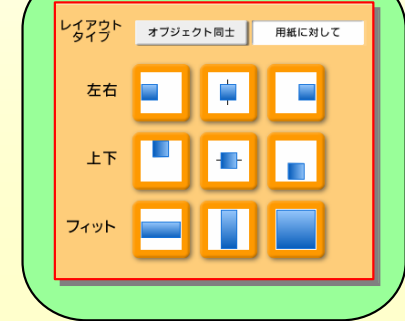 レイアウト
タイプ
オブジェクト同士
用紙に対して
左右
上下
フィット